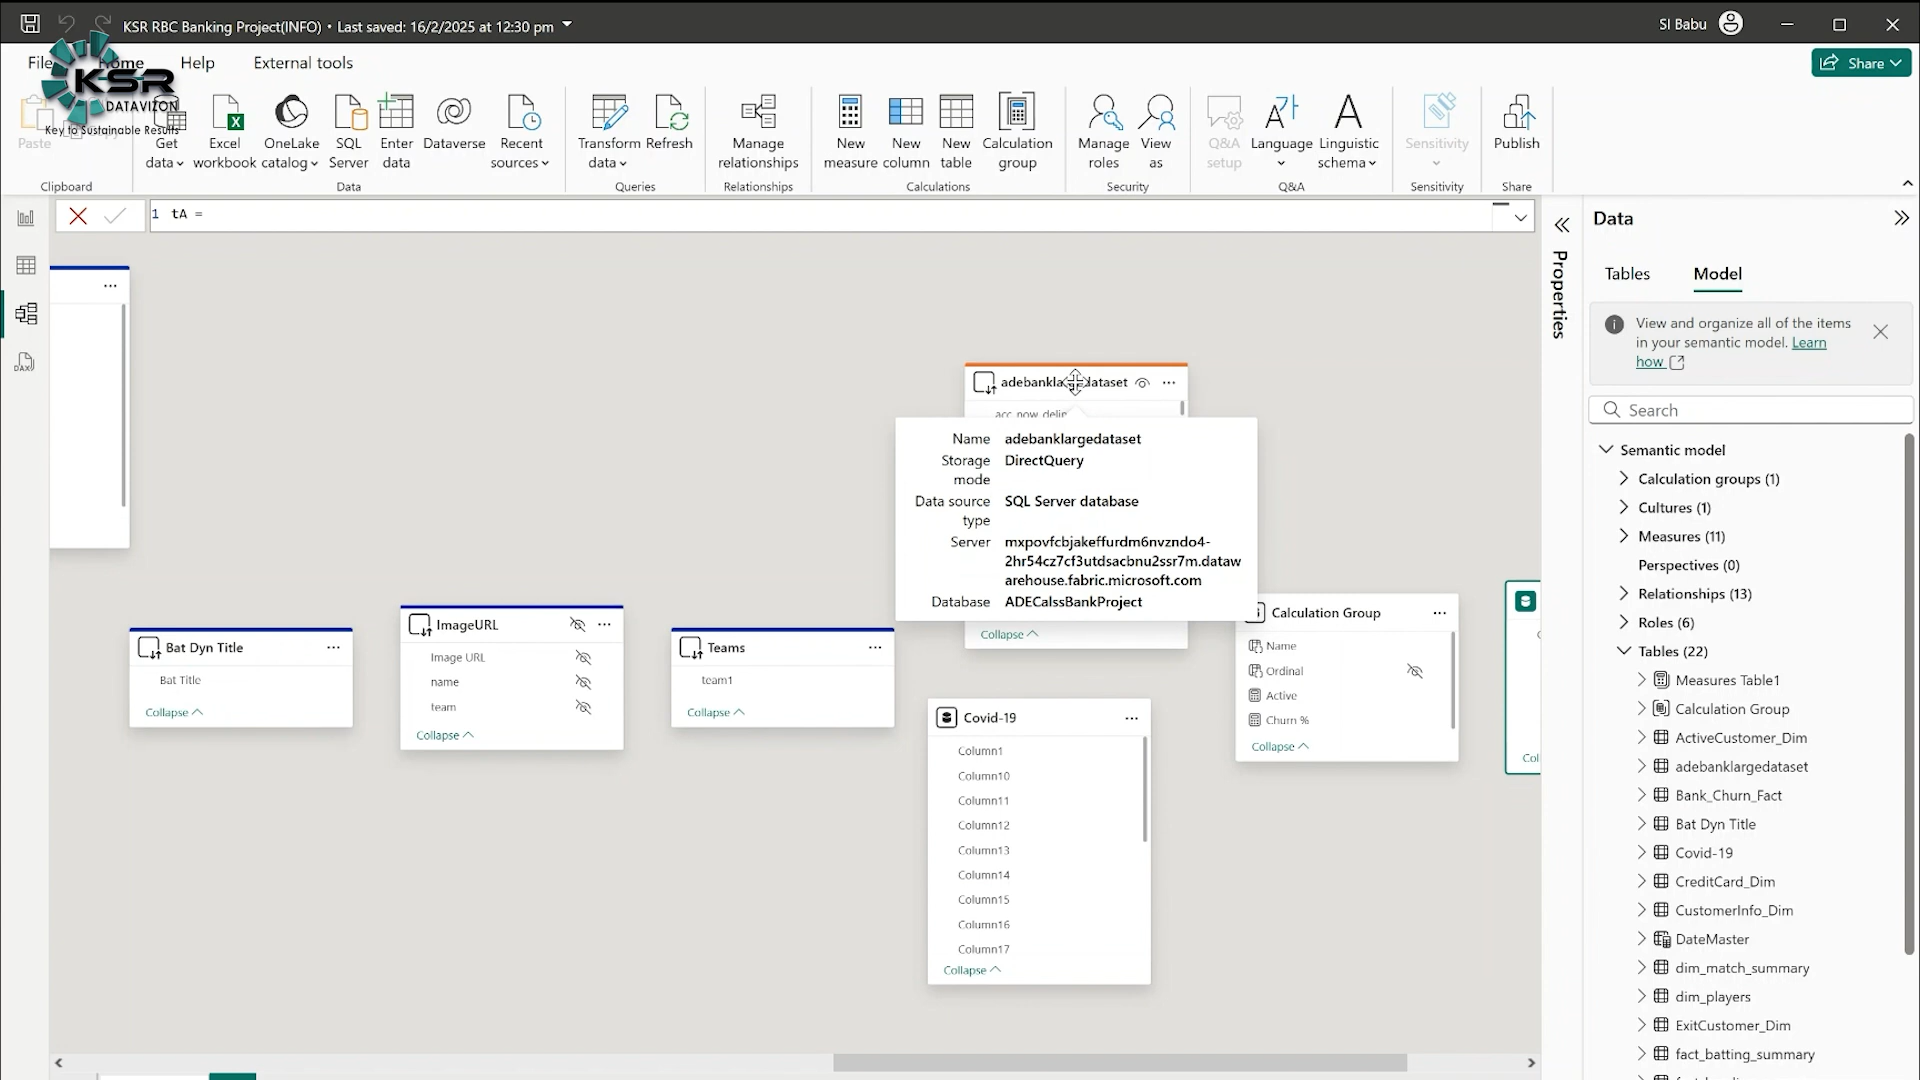 KSR RBC Banking Project(INFO) • Last saved: 16/2/2025 at 12:30 pm
SI Babu
File
Home
Help
External tools
Share
KSR
DATAVIZON
Key to Sustainable Results
Paste
Get data
Excel workbook
OneLake catalog
SQL Server
Enter data
Dataverse
Recent sources
Transform data
Refresh
Manage relationships
New measure
New column
New table
Calculation group
Manage roles
View as
Q&A setup
Language
Linguistic schema
Sensitivity
Publish
Clipboard
Data
Queries
Relationships
Calculations
Security
Q&A
Sensitivity
Share
1 tA =
Properties
Data
Tables
Model
View and organize all of the items
in your semantic model. Learn
how
Search
Semantic model
Calculation groups (1)
Cultures (1)
Measures (11)
Perspectives (0)
Relationships (13)
Roles (6)
Tables (22)
Measures Table1
Calculation Group
ActiveCustomer_Dim
adebanklargedataset
Bank_Churn_Fact
Bat Dyn Title
Covid-19
CreditCard_Dim
CustomerInfo_Dim
DateMaster
dim_match_summary
dim_players
ExitCustomer_Dim
fact_batting_summary
adebanklargedataset
Name adebanklargedataset
Storage mode DirectQuery
Data source type SQL Server database
Server mxpovfcbjakeffurdm6nvzndo4-
2hr54cz7cf3utdsacbnu2ssr7m.dataw
arehouse.fabric.microsoft.com
Database ADECalssBankProject
Collapse
Bat Dyn Title
Bat Title
Collapse
ImageURL
Image URL
name
team
Collapse
Teams
team1
Collapse
Covid-19
Column1
Column10
Column11
Column12
Column13
Column14
Column15
Column16
Column17
Collapse
Calculation Group
Name
Ordinal
Active
Churn %
Collapse
Col
DAX